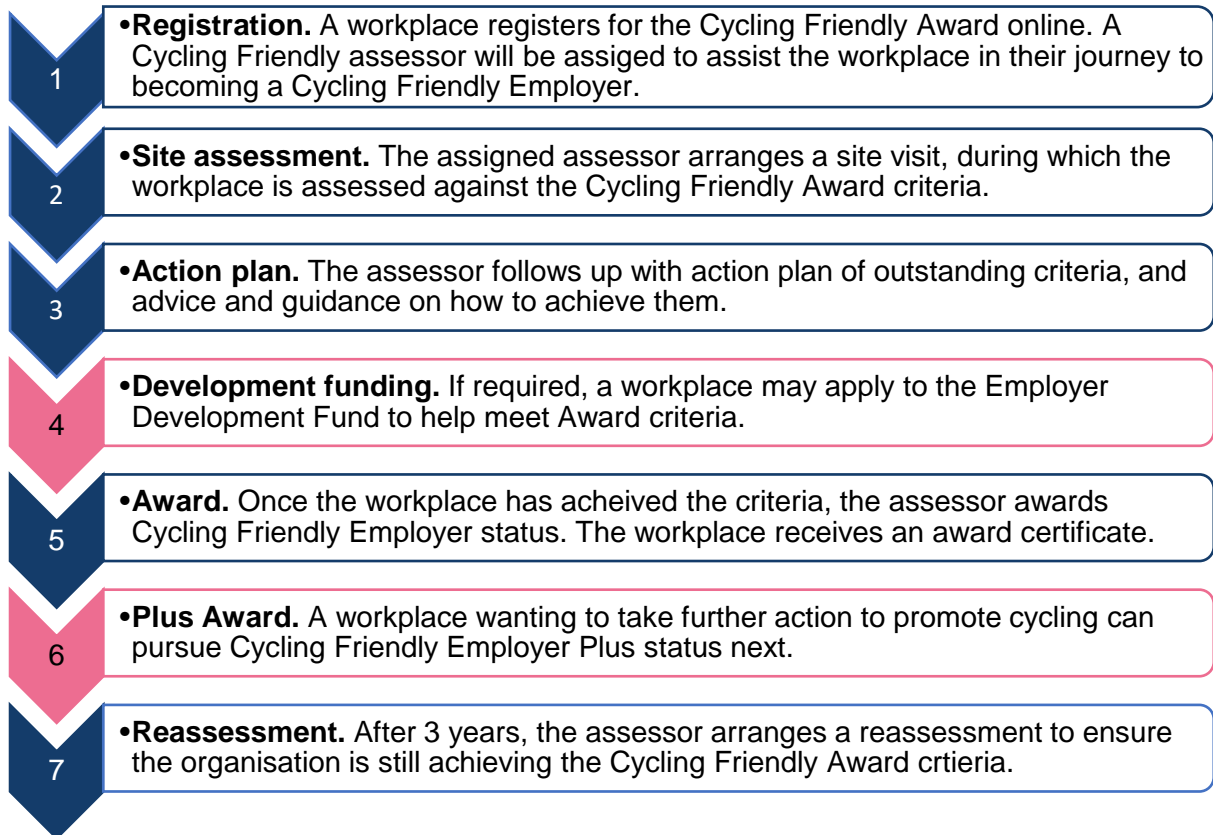 1
•Registration. A workplace registers for the Cycling Friendly Award online. A
Cycling Friendly assessor will be assiged to assist the workplace in their journey to
becoming a Cycling Friendly Employer.
2
•Site assessment. The assigned assessor arranges a site visit, during which the
workplace is assessed against the Cycling Friendly Award criteria.
3
•Action plan. The assessor follows up with action plan of outstanding criteria, and
advice and guidance on how to achieve them.
4
•Development funding. If required, a workplace may apply to the Employer
Development Fund to help meet Award criteria.
5
•Award. Once the workplace has acheived the criteria, the assessor awards
Cycling Friendly Employer status. The workplace receives an award certificate.
6
•Plus Award. A workplace wanting to take further action to promote cycling can
pursue Cycling Friendly Employer Plus status next.
7
•Reassessment. After 3 years, the assessor arranges a reassessment to ensure
the organisation is still achieving the Cycling Friendly Award crtieria.